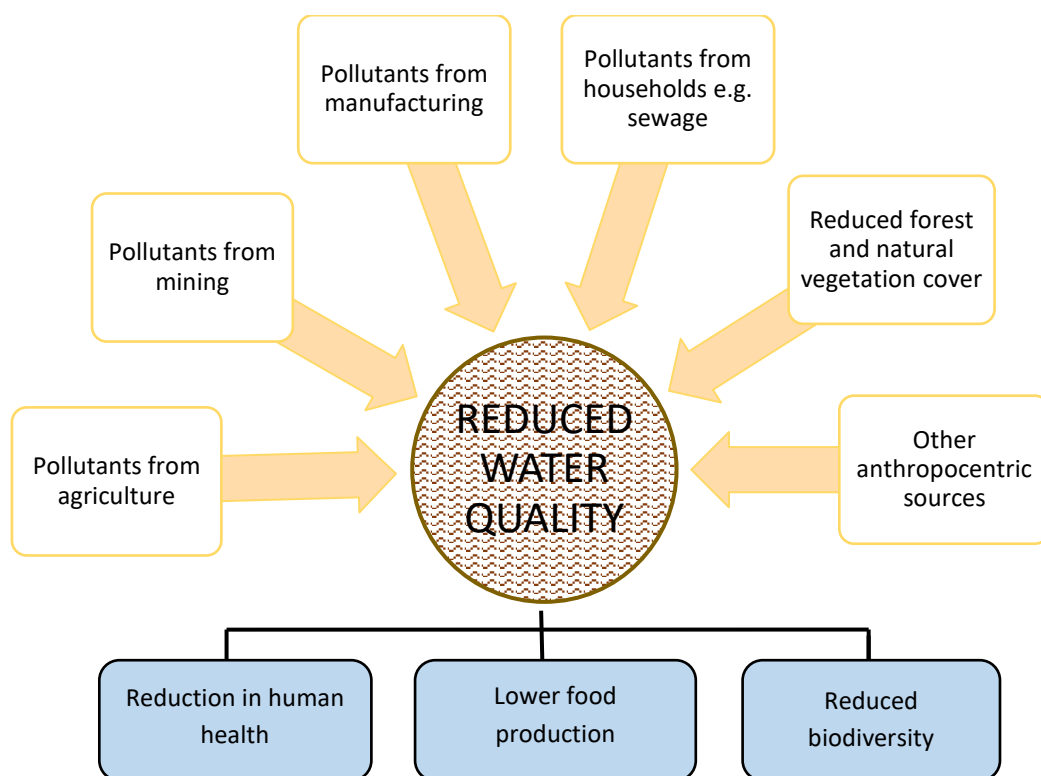 Pollutants from
manufacturing
Pollutants from
households e.g.
sewage
Pollutants from
mining
Reduced forest
and natural
vegetation cover
Pollutants from
agriculture
REDUCED
WATER
QUALITY
Other
anthropocentric
sources
Reduction in human
health
Lower food
production
Reduced
biodiversity